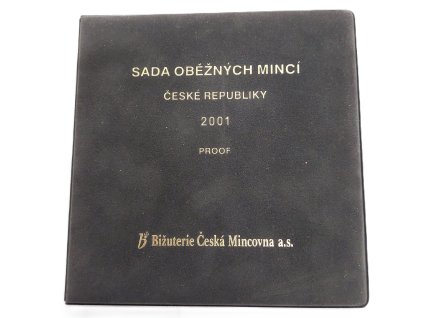 SADA OBĚŽNÝCH MINCÍ
ČESKÉ REPUBLIKY
2001
PROOF
Bižuterie Česká Mincovna a.s.